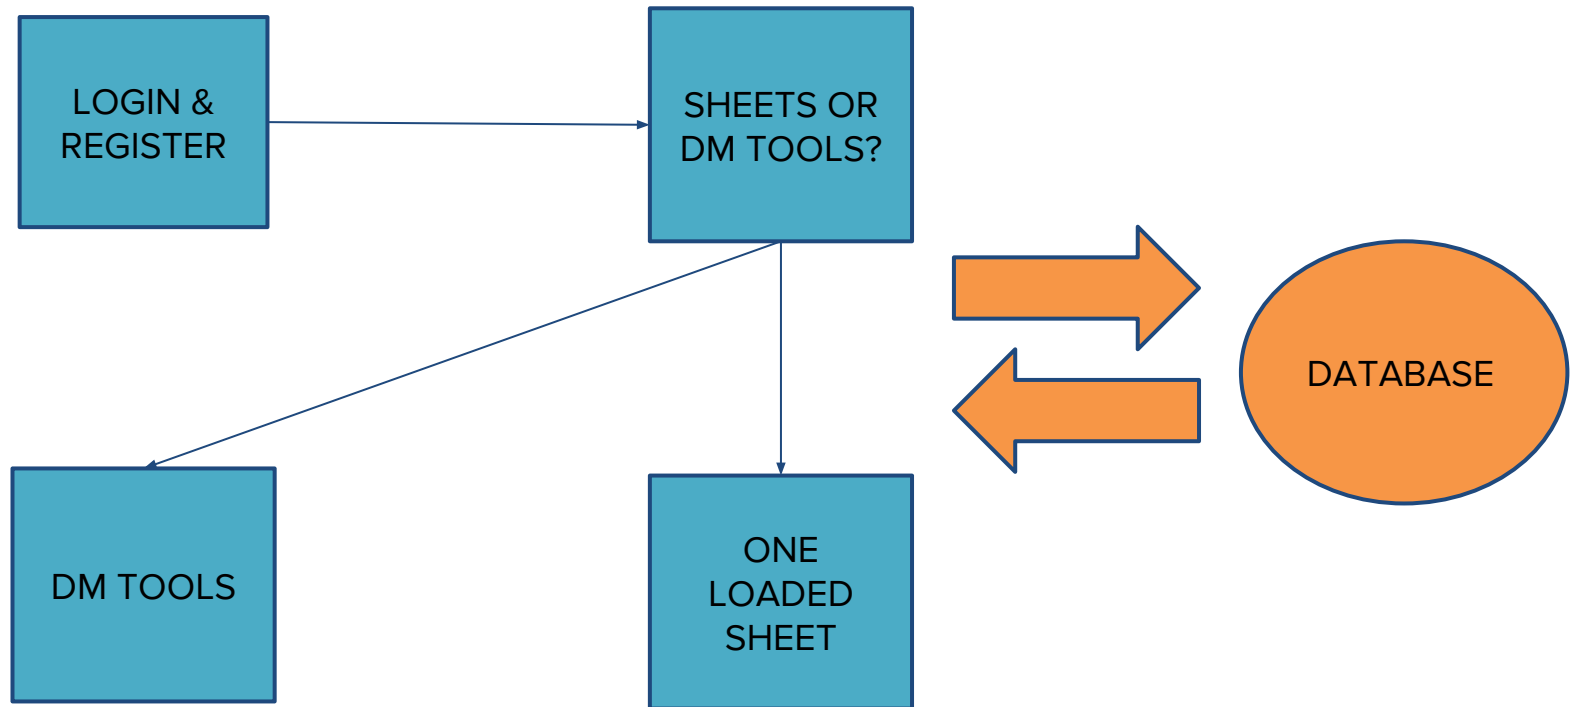 LOGIN &
REGISTER
SHEETS OR
DM TOOLS?
DATABASE
DM TOOLS
ONE
LOADED
SHEET